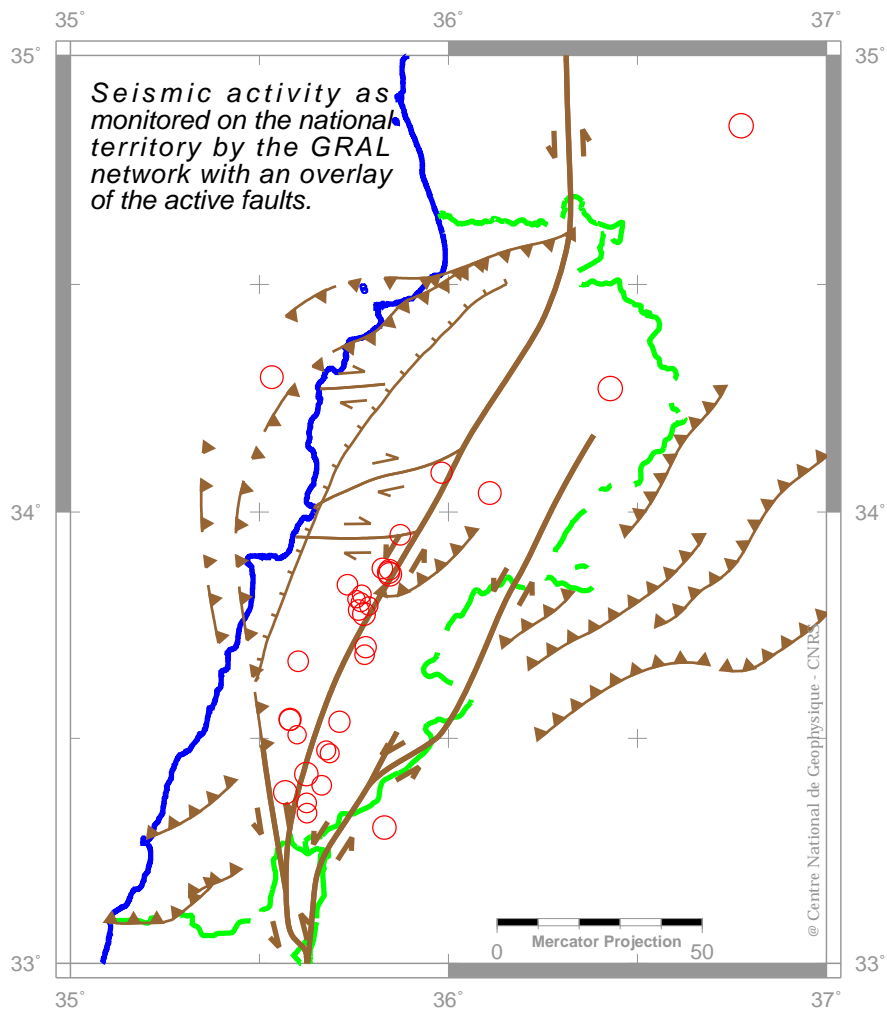 35° 36° 37°
35° 35°
Seismic activity as
monitored on the national
territory by the GRAL
network with an overlay
of the active faults.
34° 34°
@ Centre National de Geophysique - CNRS
Mercator Projection
0 50
33° 33°
35° 36° 37°